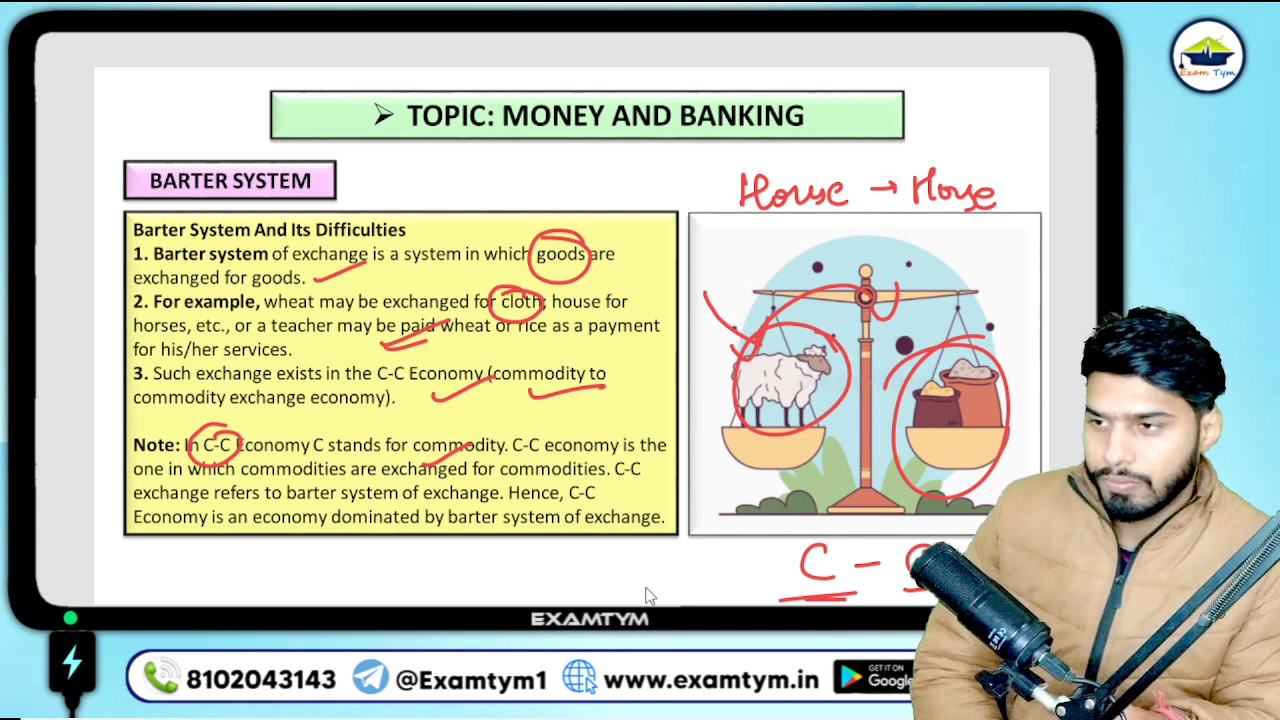 Exam Tym
➢ TOPIC: MONEY AND BANKING
BARTER SYSTEM
House → Horse
Barter System And Its Difficulties
1. Barter system of exchange is a system in which goods are
exchanged for goods.
2. For example, wheat may be exchanged for cloth; house for
horses, etc., or a teacher may be paid wheat or rice as a payment
for his/her services.
3. Such exchange exists in the C-C Economy (commodity to
commodity exchange economy).
Note: In C-C Economy C stands for commodity. C-C economy is the
one in which commodities are exchanged for commodities. C-C
exchange refers to barter system of exchange. Hence, C-C
Economy is an economy dominated by barter system of exchange.
C -
EXAMTYM
8102043143 @Examtym1 www.examtym.in GET IT ON
Google